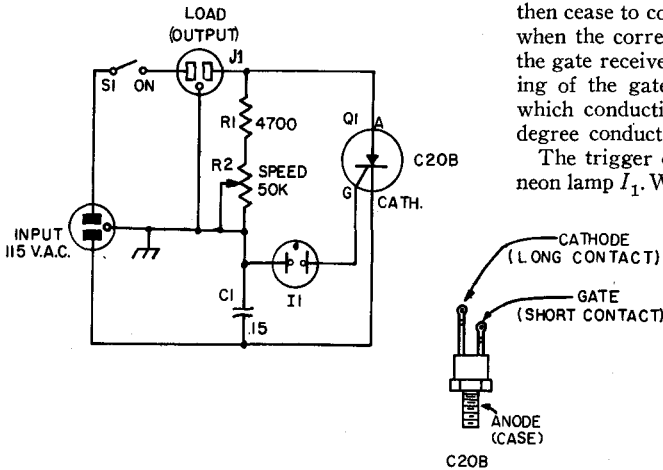 LOAD
(OUTPUT)
J1
S1 ON
R1 4700
R2 SPEED
50K
Q1
A
C20B
G
CATH.
INPUT
115 V.A.C.
C1
.15
I1
then cease to co
when the corre
the gate receive
ing of the gate
which conducti
degree conduct
The trigger
neon lamp I1. W
CATHODE
(LONG CONTACT)
GATE
(SHORT CONTACT)
ANODE
(CASE)
C20B